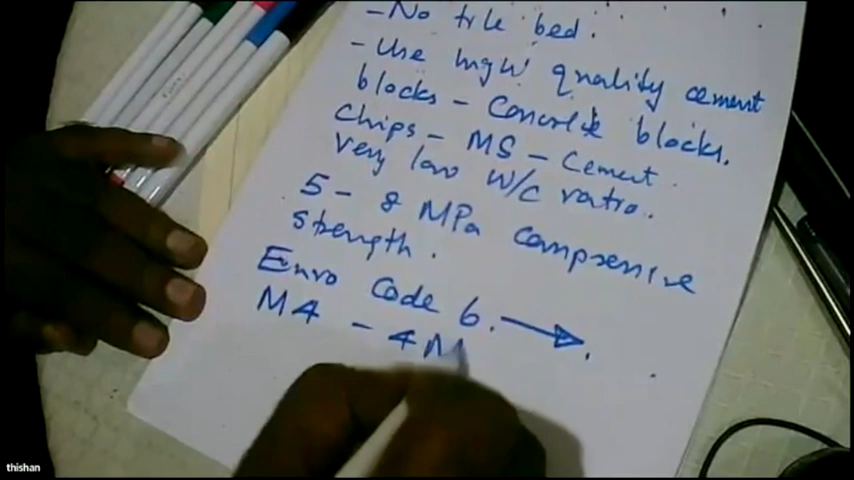 - No tile bed.
- Use high quality cement
blocks - Concrete blocks.
Chips - MS - Cement.
very low W/C ratio.
5 - 8 MPa compressive
strength.
Euro Code 6. →
M4 - 4M
thishan